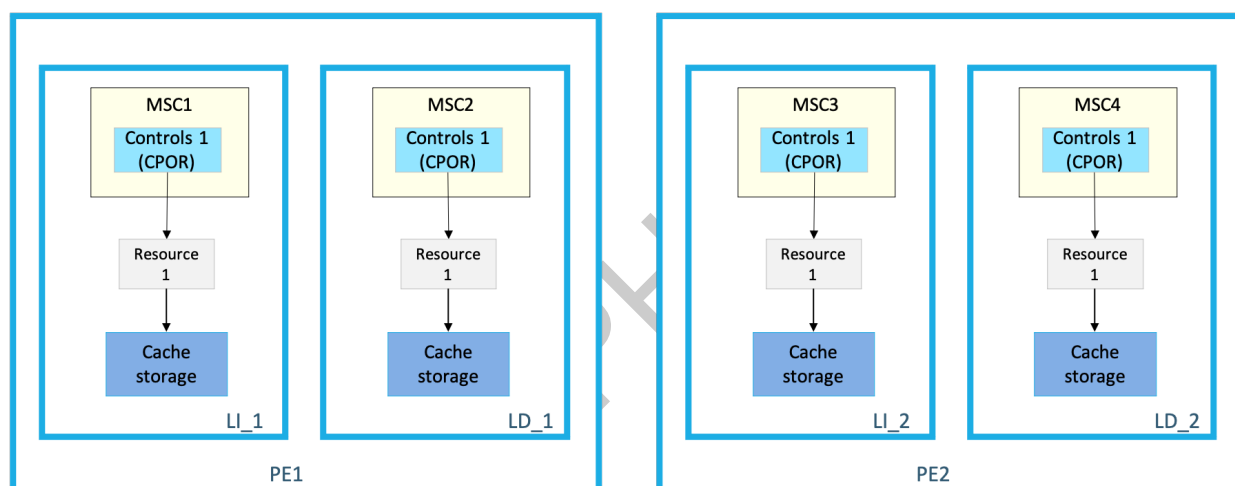 MSC1
Controls 1
(CPOR)
Resource
1
Cache
storage
LI_1
MSC2
Controls 1
(CPOR)
Resource
1
Cache
storage
LD_1
PE1
MSC3
Controls 1
(CPOR)
Resource
1
Cache
storage
LI_2
MSC4
Controls 1
(CPOR)
Resource
1
Cache
storage
LD_2
PE2